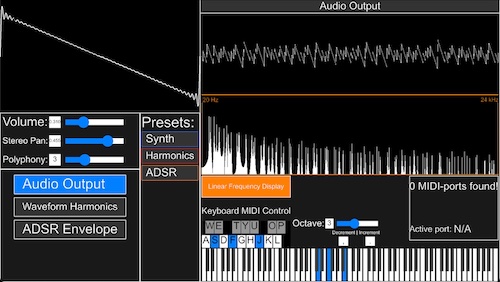 Audio Output
20 Hz
24 kHz
Volume:
Stereo Pan:
Polyphony: 3
Presets:
Synth
Harmonics
ADSR
Audio Output
Waveform Harmonics
ADSR Envelope
Linear Frequency Display
0 MIDI-ports found!
Active port: N/A
Keyboard MIDI Control
Octave: 3
Decrement | Increment
W E T Y U O P
A S D F G H J K L